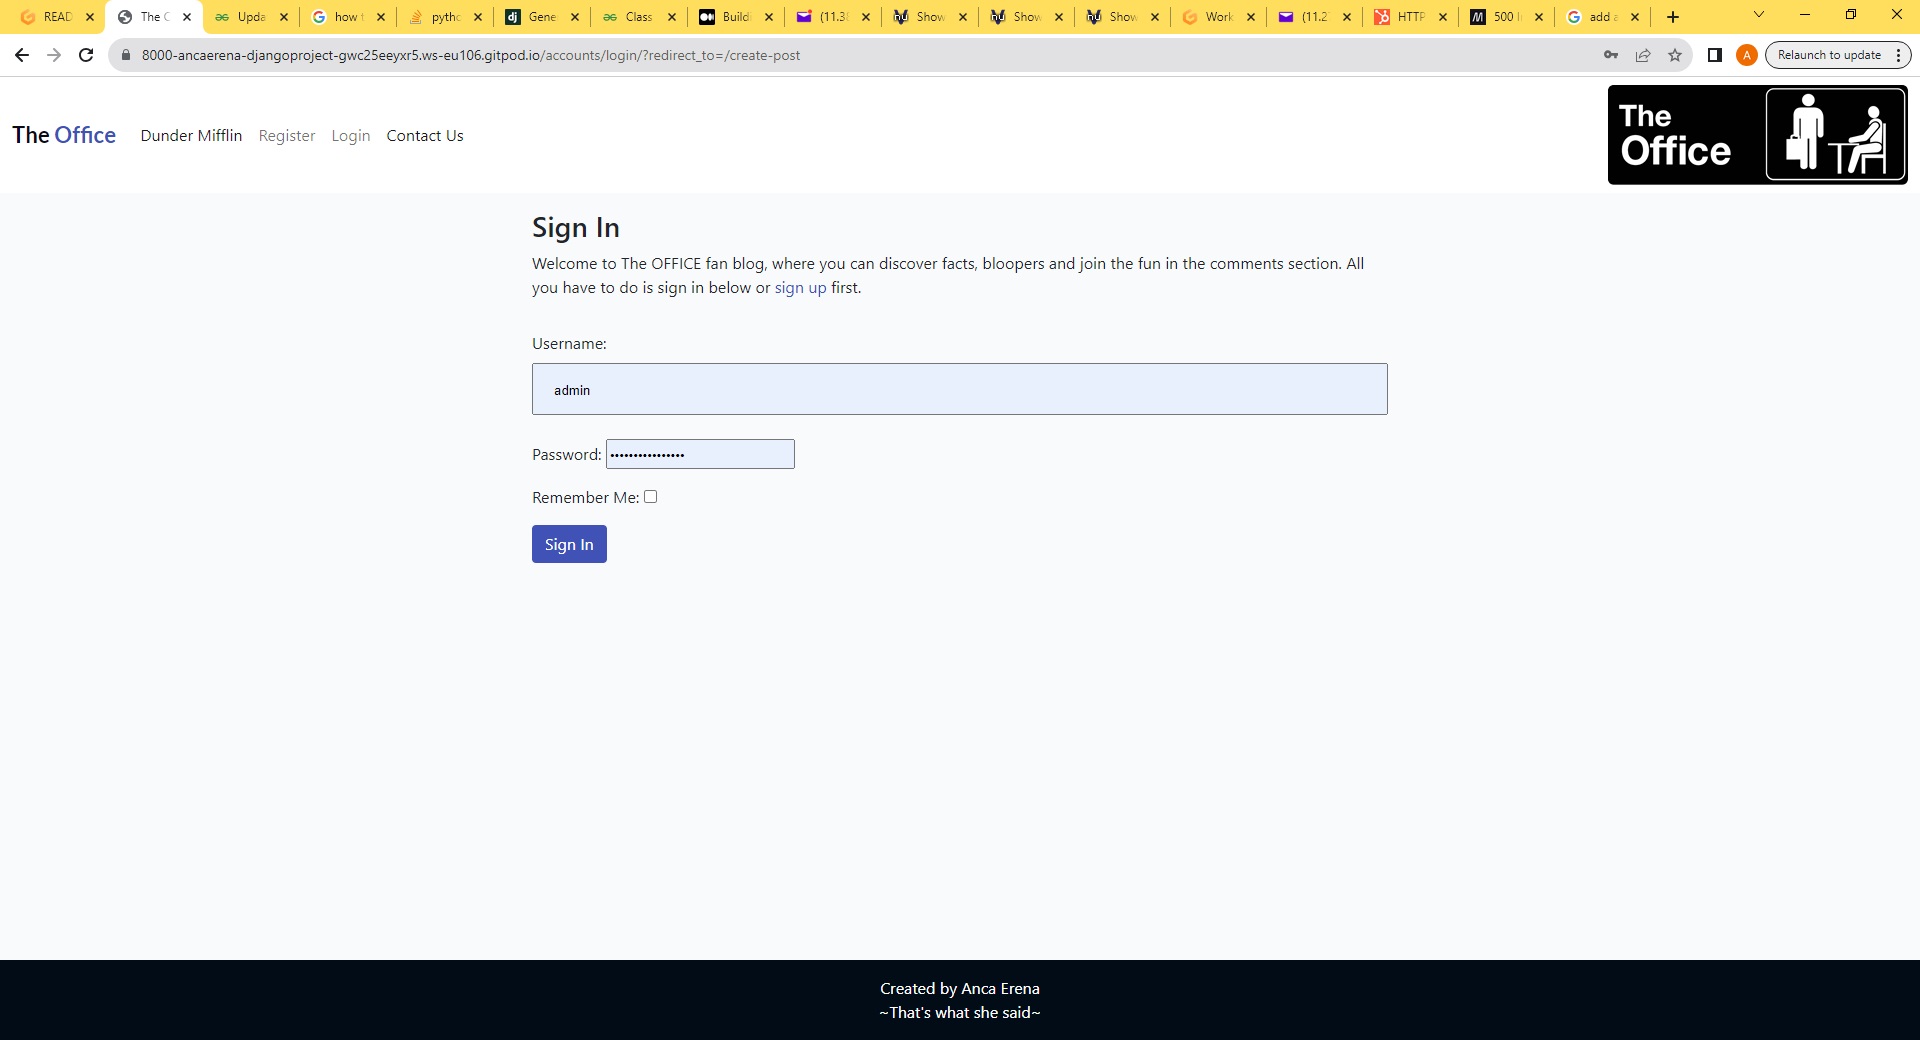 READ
The C
Upda
how t
pytho
Gene
Class
Build
(11.38
Show
Show
Show
Work
(11.2
HTTP
500 I
add a
8000-ancaerena-djangoproject-gwc25eeyxr5.ws-eu106.gitpod.io/accounts/login/?redirect_to=/create-post
A
Relaunch to update
The Office
Dunder Mifflin
Register
Login
Contact Us
The
Office
Sign In
Welcome to The OFFICE fan blog, where you can discover facts, bloopers and join the fun in the comments section. All
you have to do is sign in below or sign up first.
Username:
admin
Password: ••••••••••••••••
Remember Me:
Sign In
Created by Anca Erena
~That's what she said~